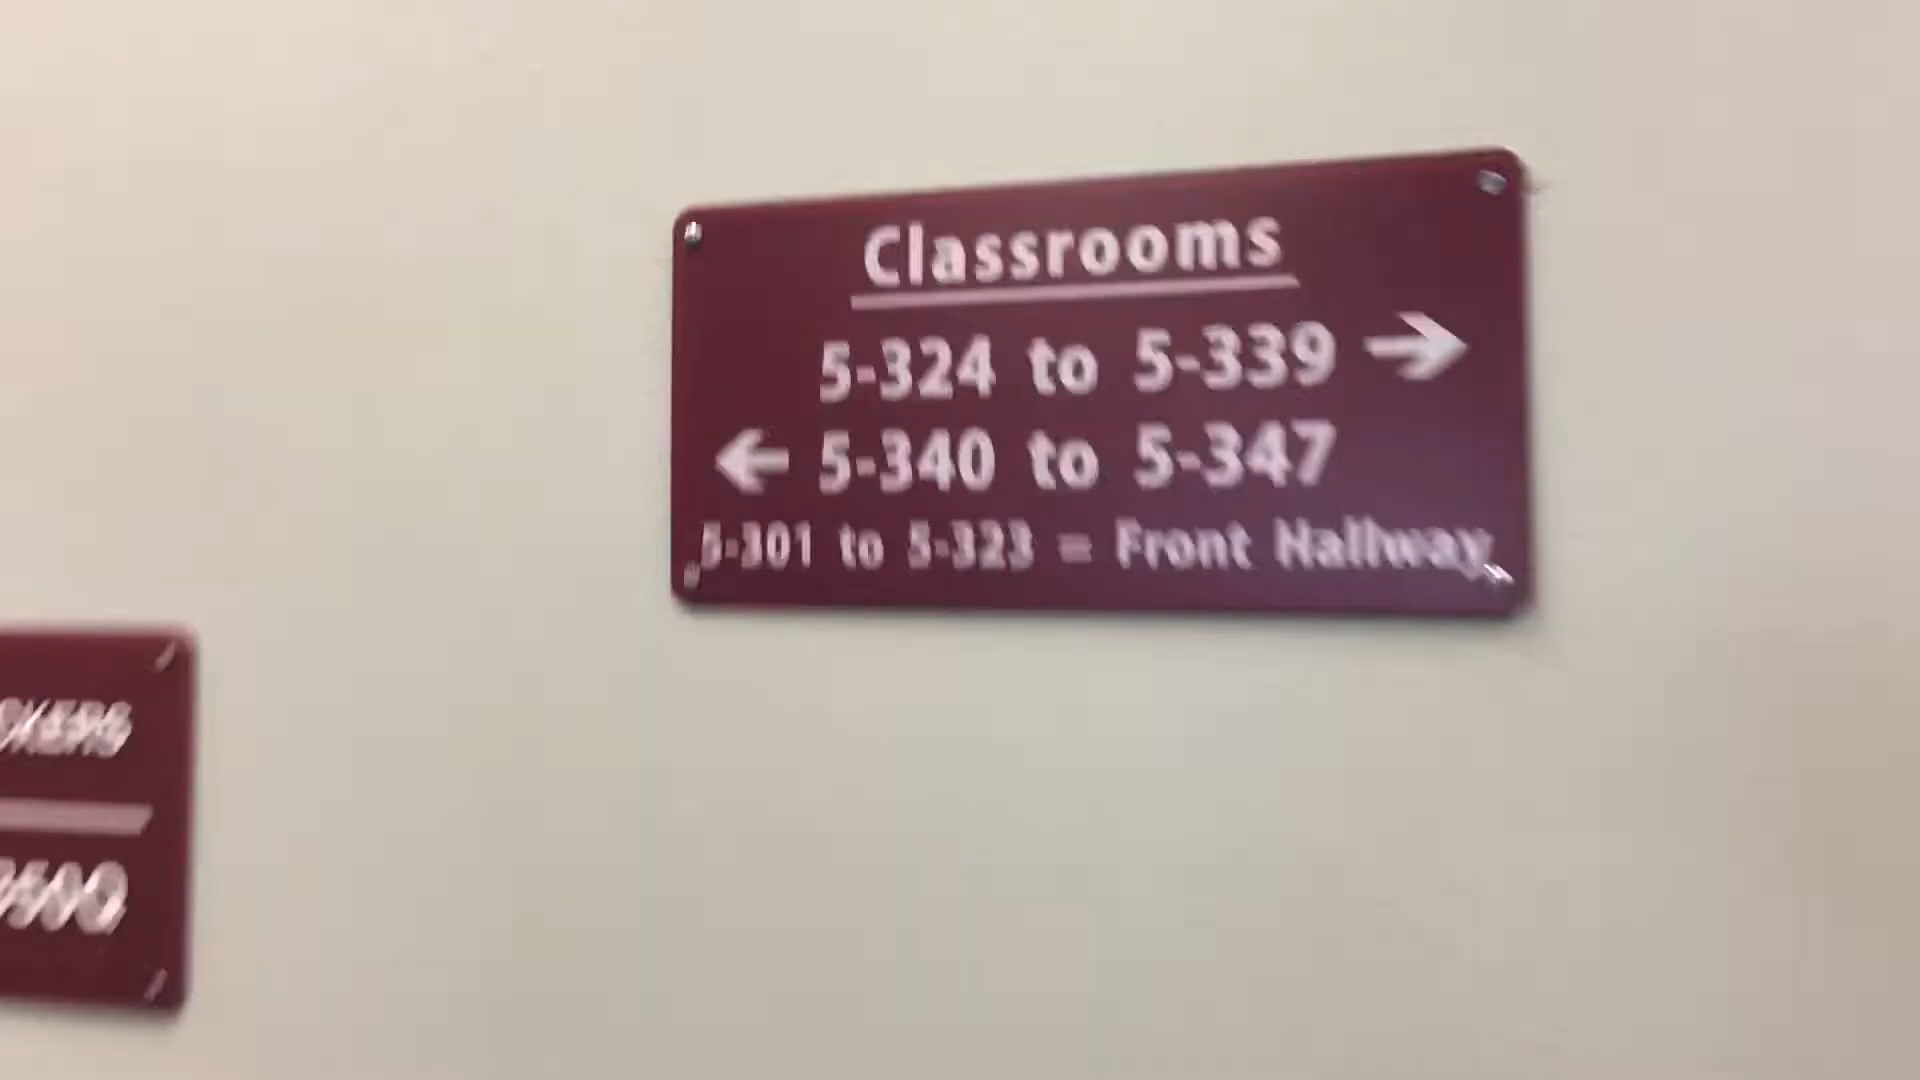 Classrooms
5-324 to 5-339 →
← 5-340 to 5-347
5-301 to 5-323 = Front Hallway